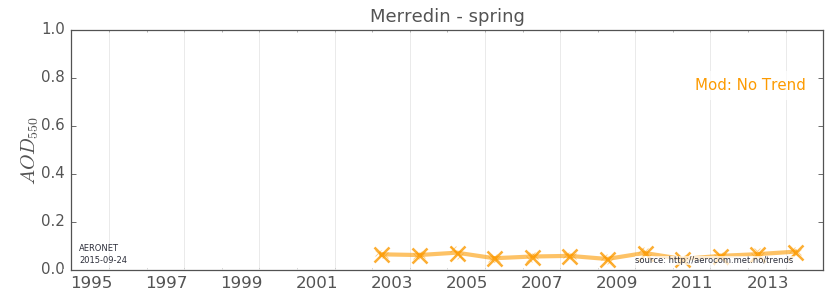 Merredin - spring
1.0
0.8
0.6
0.4
0.2
0.0
AOD550
Mod: No Trend
AERONET
2015-09-24
source: http://aerocom.met.no/trends
1995 1997 1999 2001 2003 2005 2007 2009 2011 2013